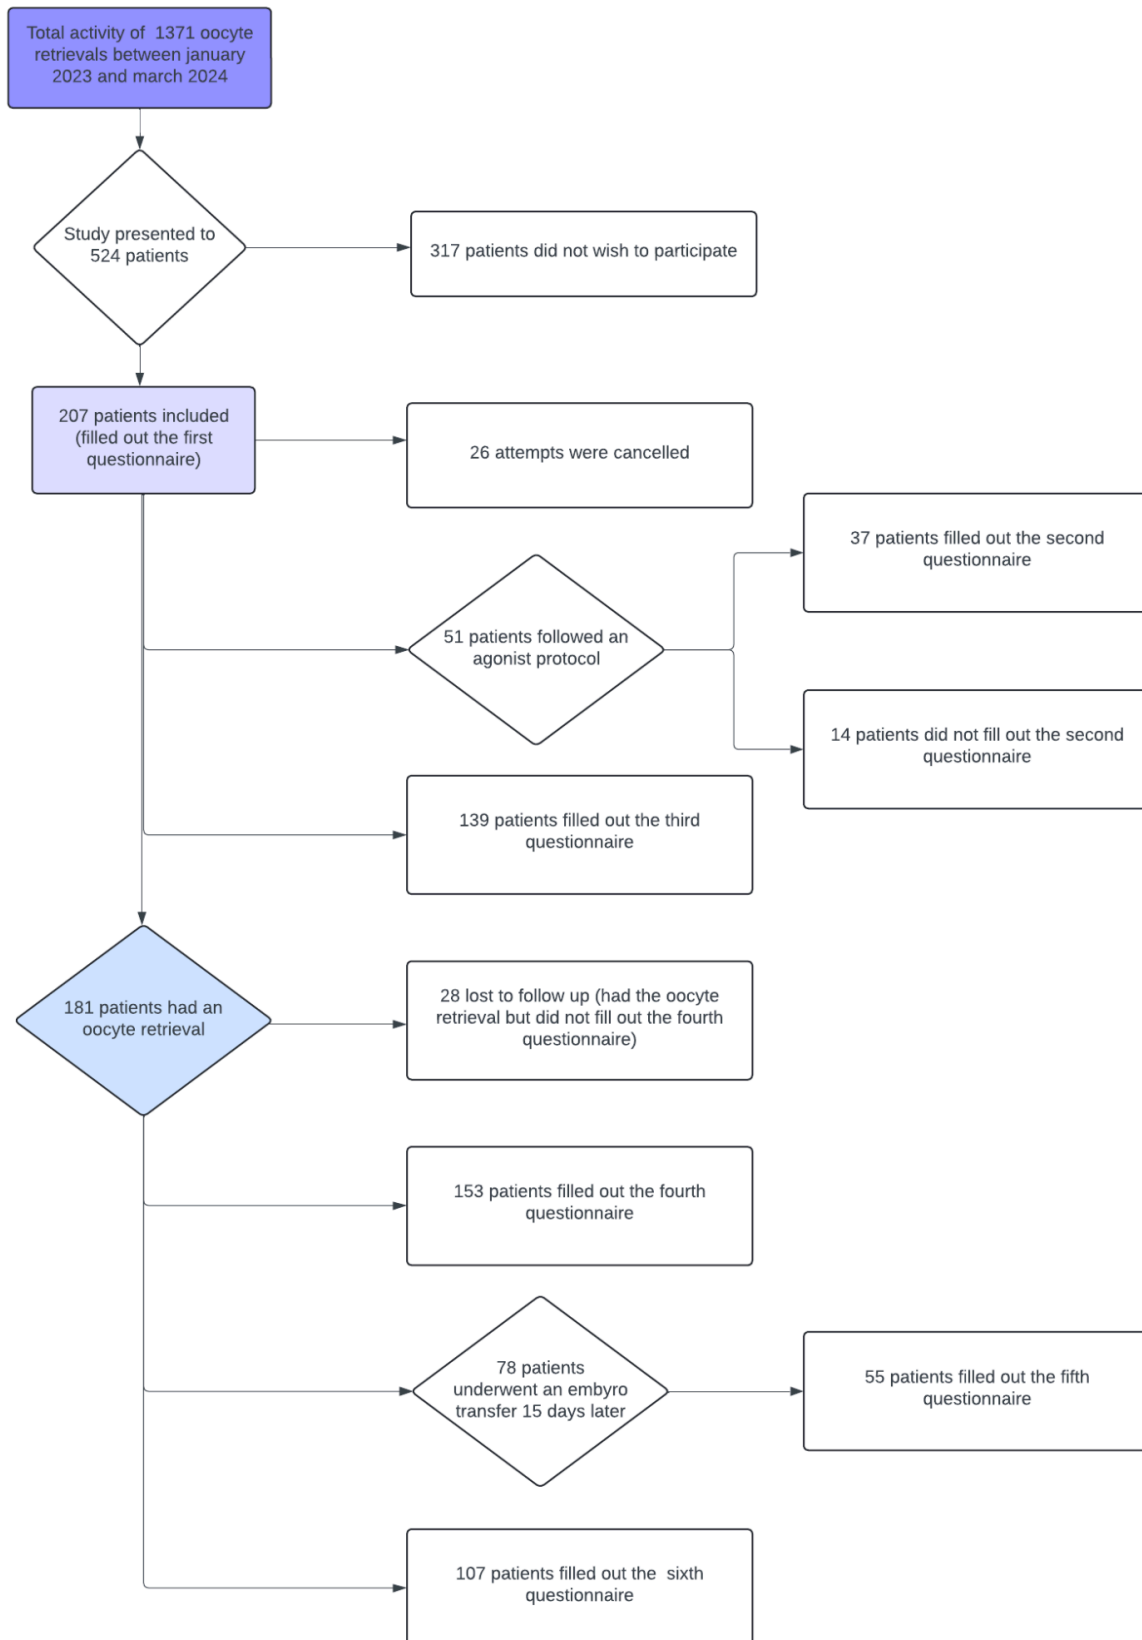 Total activity of 1371 oocyte
retrievals between january
2023 and march 2024
Study presented to
524 patients
317 patients did not wish to participate
207 patients included
(filled out the first
questionnaire)
26 attempts were cancelled
37 patients filled out the second
questionnaire
51 patients followed an
agonist protocol
14 patients did not fill out the second
questionnaire
139 patients filled out the third
questionnaire
181 patients had an
oocyte retrieval
28 lost to follow up (had the oocyte
retrieval but did not fill out the fourth
questionnaire)
153 patients filled out the fourth
questionnaire
78 patients
underwent an embyro
transfer 15 days later
55 patients filled out the fifth
questionnaire
107 patients filled out the sixth
questionnaire